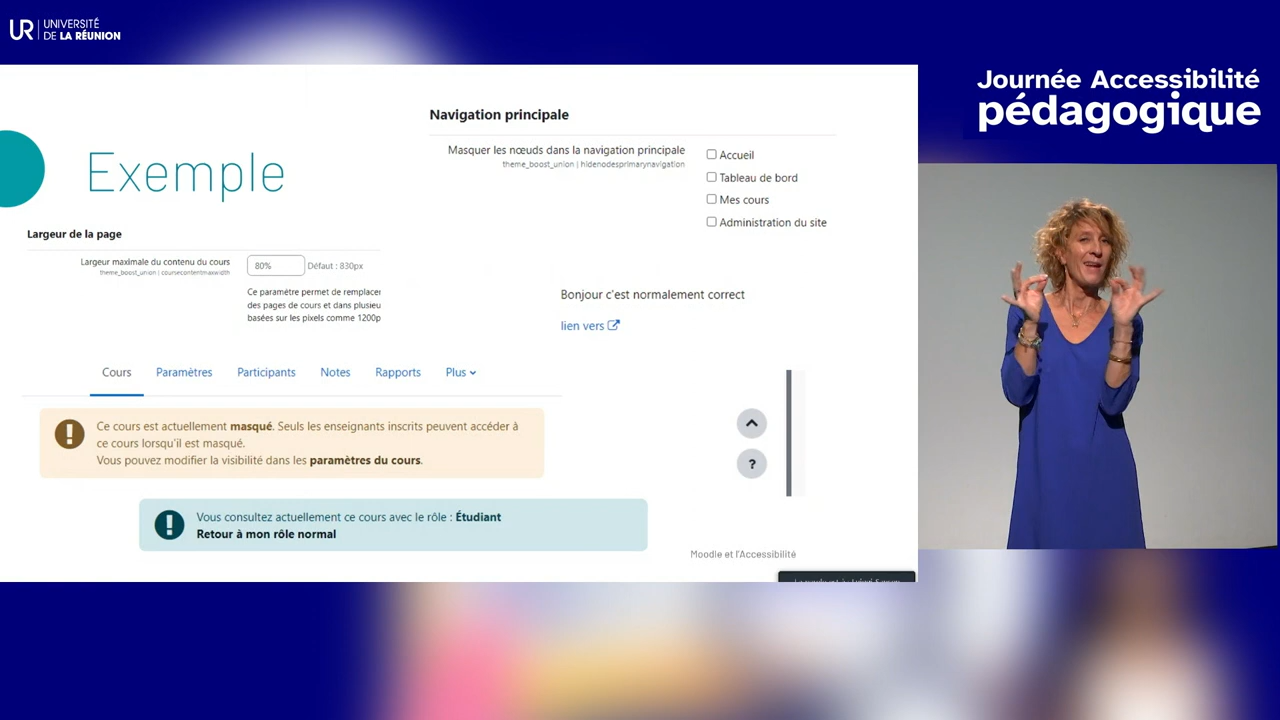 UR UNIVERSITÉ
DE LA RÉUNION
Journée Accessibilité
pédagogique
Exemple
Navigation principale
Masquer les nœuds dans la navigation principale
theme_boost_union | hidenodesprimarynavigation
Accueil
Tableau de bord
Mes cours
Administration du site
Largeur de la page
Largeur maximale du contenu du cours
theme_boost_union | coursecontentmaxwidth
80% Défaut : 830px
Ce paramètre permet de remplacer
des pages de cours et dans plusieu
basées sur les pixels comme 1200p
Bonjour c'est normalement correct
lien vers
Cours Paramètres Participants Notes Rapports Plus
Ce cours est actuellement masqué. Seuls les enseignants inscrits peuvent accéder à
ce cours lorsqu'il est masqué.
Vous pouvez modifier la visibilité dans les paramètres du cours.
?
Vous consultez actuellement ce cours avec le rôle : Étudiant
Retour à mon rôle normal
Moodle et l'Accessibilité